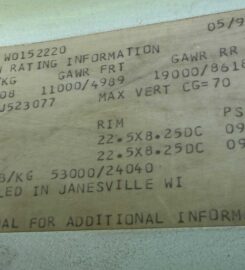 WD152220 05/9
RATING INFORMATION
/KG GAWR FRT GAWR RR
08 11000/4989 19000/8618
J523077 MAX VERT CG=70
RIM PS
22.5X8.25DC 09
22.5X8.25DC 09
B/KG 53000/24040
LED IN JANESVILLE WI
AL FOR ADDITIONAL INFORM